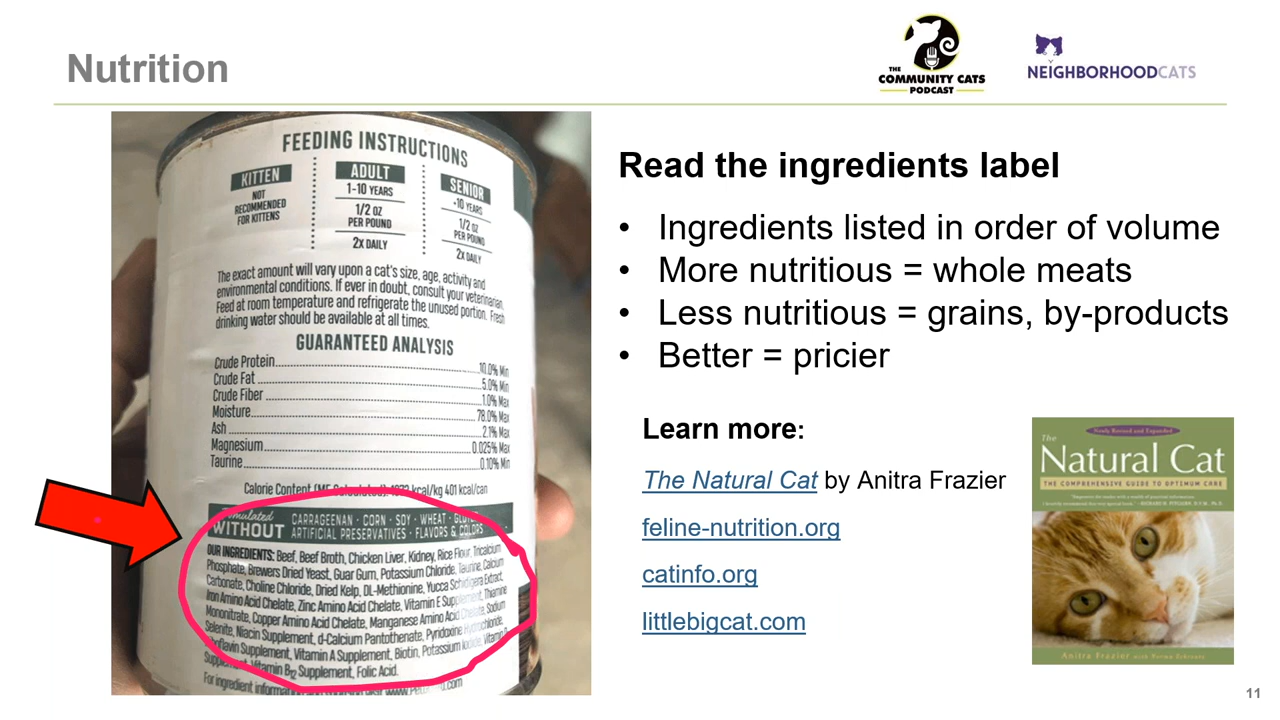 Nutrition
THE
COMMUNITY CATS
PODCAST
NEIGHBORHOODCATS
FEEDING INSTRUCTIONS
KITTEN
NOT
RECOMMENDED
FOR KITTENS
ADULT
1-10 YEARS
1/2 OZ
PER POUND
2X DAILY
SENIOR
+10 YEARS
1/2 OZ
PER POUND
2X DAILY
The exact amount will vary upon a cat's size, age, activity and
environmental conditions. If ever in doubt, consult your veterinarian.
Feed at room temperature and refrigerate the unused portion. Fresh
drinking water should be available at all times.
GUARANTEED ANALYSIS
Crude Protein 10.0% Min
Crude Fat 5.0% Min
Crude Fiber 1.0% Max
Moisture 78.0% Max
Ash 2.1% Max
Magnesium 0.025% Max
Taurine 0.10% Min
Calorie Content kcal/kg 401 kcal/can
WITHOUT
CARRAGEENAN · CORN · SOY · WHEAT ·
ARTIFICIAL PRESERVATIVES · FLAVORS & COLORS
OUR INGREDIENTS: Beef, Beef Broth, Chicken Liver, Kidney, Rice Flour, Tricalcium
Phosphate, Brewers Dried Yeast, Guar Gum, Potassium Chloride, Taurine, Calcium
Carbonate, Choline Chloride, Dried Kelp, DL-Methionine, Yucca Schidigera Extract,
Iron Amino Acid Chelate, Zinc Amino Acid Chelate, Vitamin E Supplement, Thiamine
Mononitrate, Copper Amino Acid Chelate, Manganese Amino Acid Chelate, Sodium
Selenite, Niacin Supplement, d-Calcium Pantothenate, Pyridoxine Hydrochloride,
Supplement, Vitamin A Supplement, Biotin, Potassium Iodide, Vitamin
Vitamin B12 Supplement, Folic Acid.
For ingredient
Read the ingredients label
• Ingredients listed in order of volume
• More nutritious = whole meats
• Less nutritious = grains, by-products
• Better = pricier
Learn more:
The Natural Cat by Anitra Frazier
feline-nutrition.org
catinfo.org
littlebigcat.com
Newly Revised and Expanded
The
Natural Cat
THE COMPREHENSIVE GUIDE TO OPTIMUM CARE
Anitra Frazier with Norma Eckroate
11